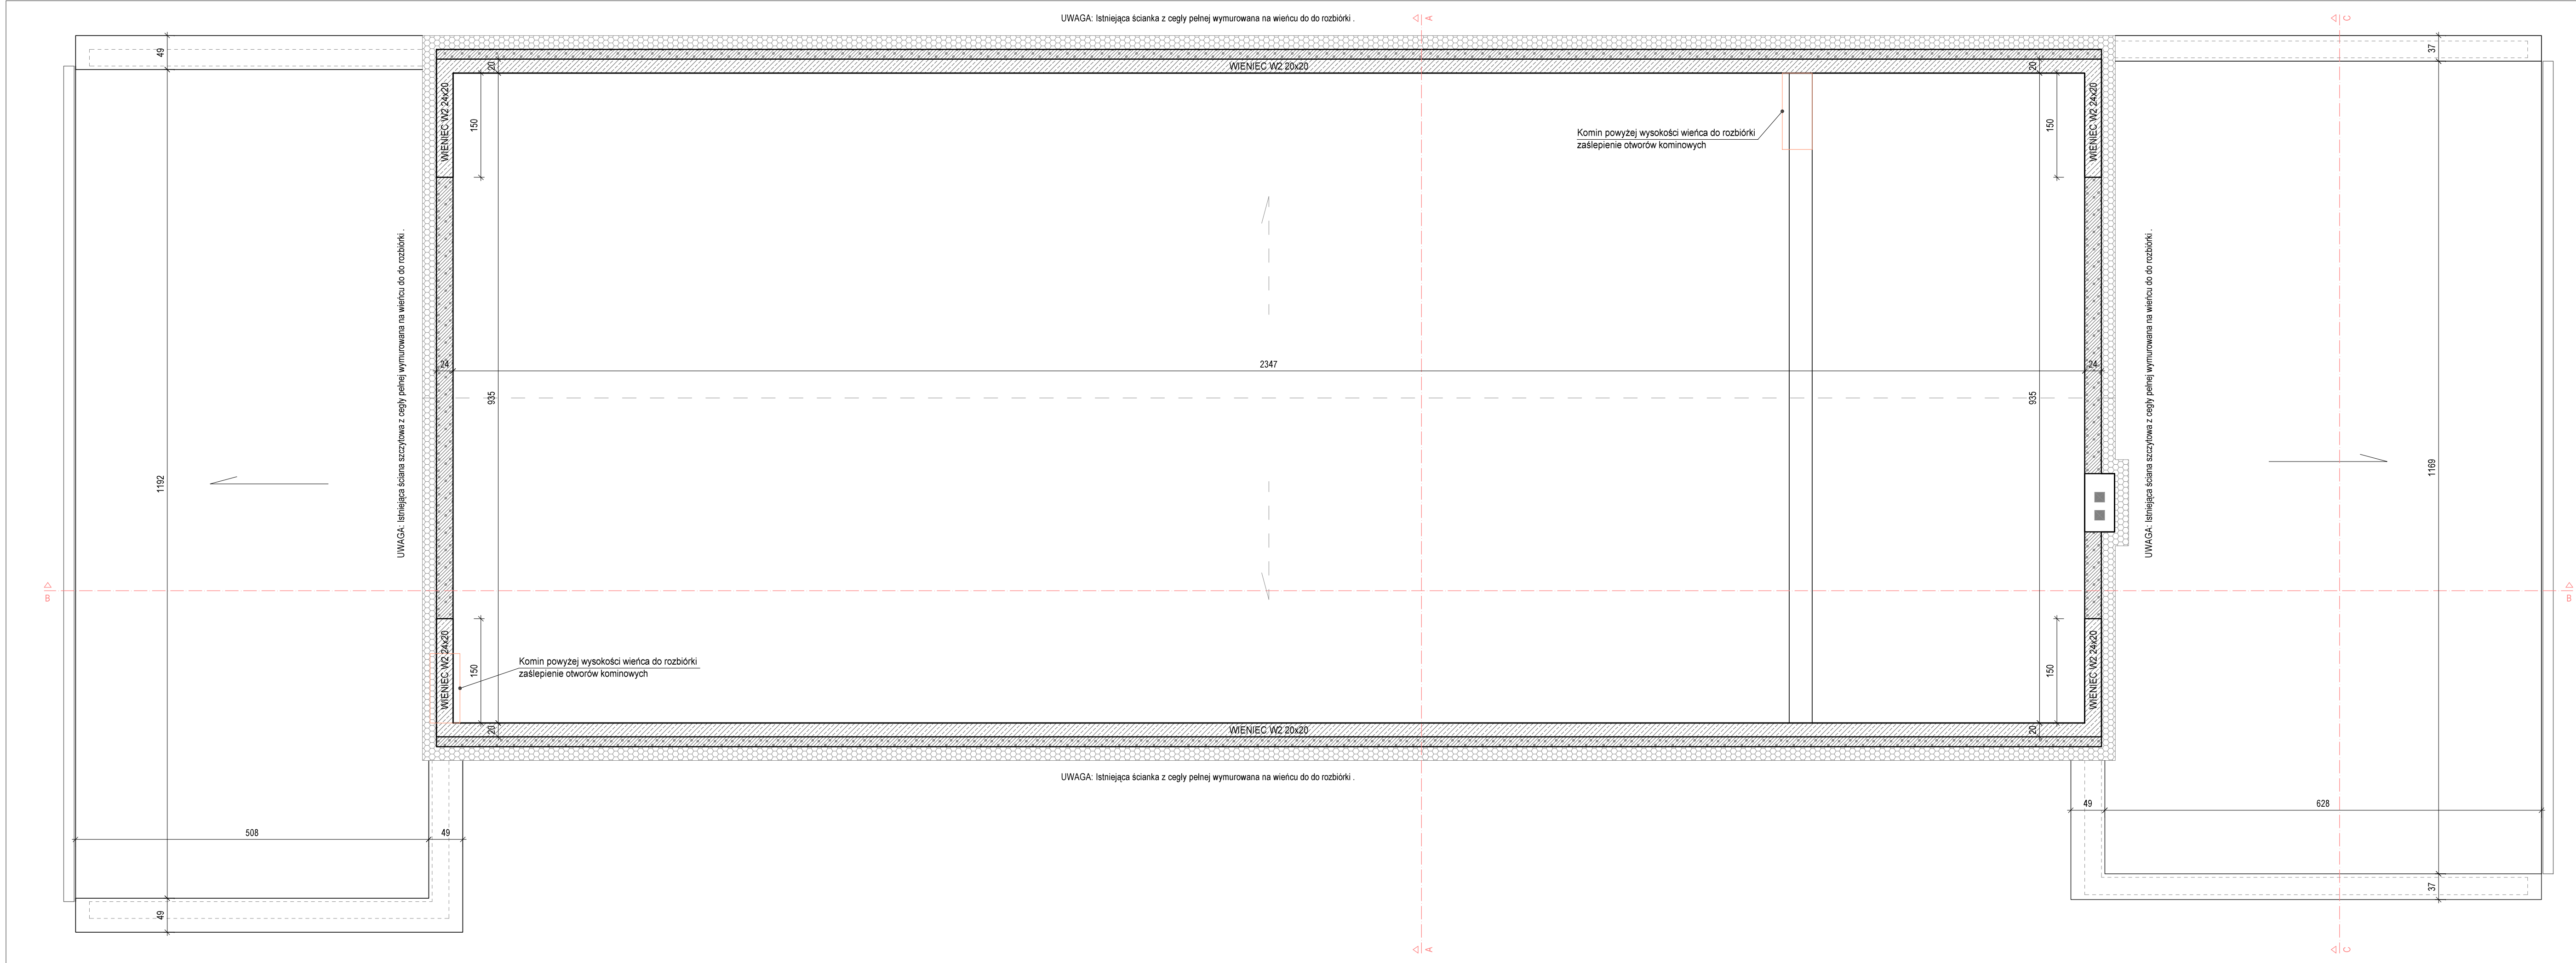 UWAGA: Istniejąca ścianka z cegły pełnej wymurowana na wieńcu do do rozbiórki .
A
C
49
37
20
WIENIEC W2 20x20
20
WIENIEC W2 24x20
150
Komin powyżej wysokości wieńca do rozbiórki
zaślepienie otworów kominowych
150
WIENIEC W2 24x20
UWAGA: Istniejąca ściana szczytowa z cegły pełnej wymurowana na wieńcu do do rozbiórki .
UWAGA: Istniejąca ściana szczytowa z cegły pełnej wymurowana na wieńcu do do rozbiórki .
24
2347
24
935
935
1192
1169
B
B
WIENIEC W2 24x20
150
Komin powyżej wysokości wieńca do rozbiórki
zaślepienie otworów kominowych
150
WIENIEC W2 24x20
20
WIENIEC W2 20x20
20
UWAGA: Istniejąca ścianka z cegły pełnej wymurowana na wieńcu do do rozbiórki .
508
49
49
628
49
37
A
C